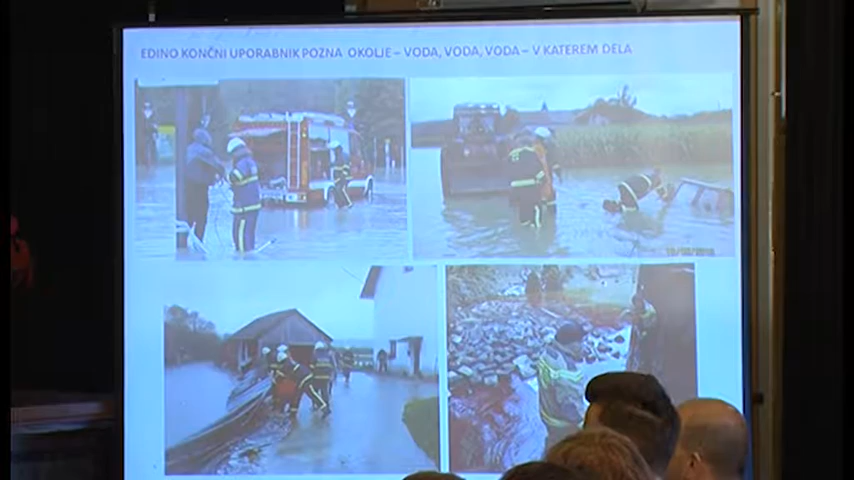 EDINO KONČNI UPORABNIK POZNA OKOLJE – VODA, VODA, VODA – V KATEREM DELA